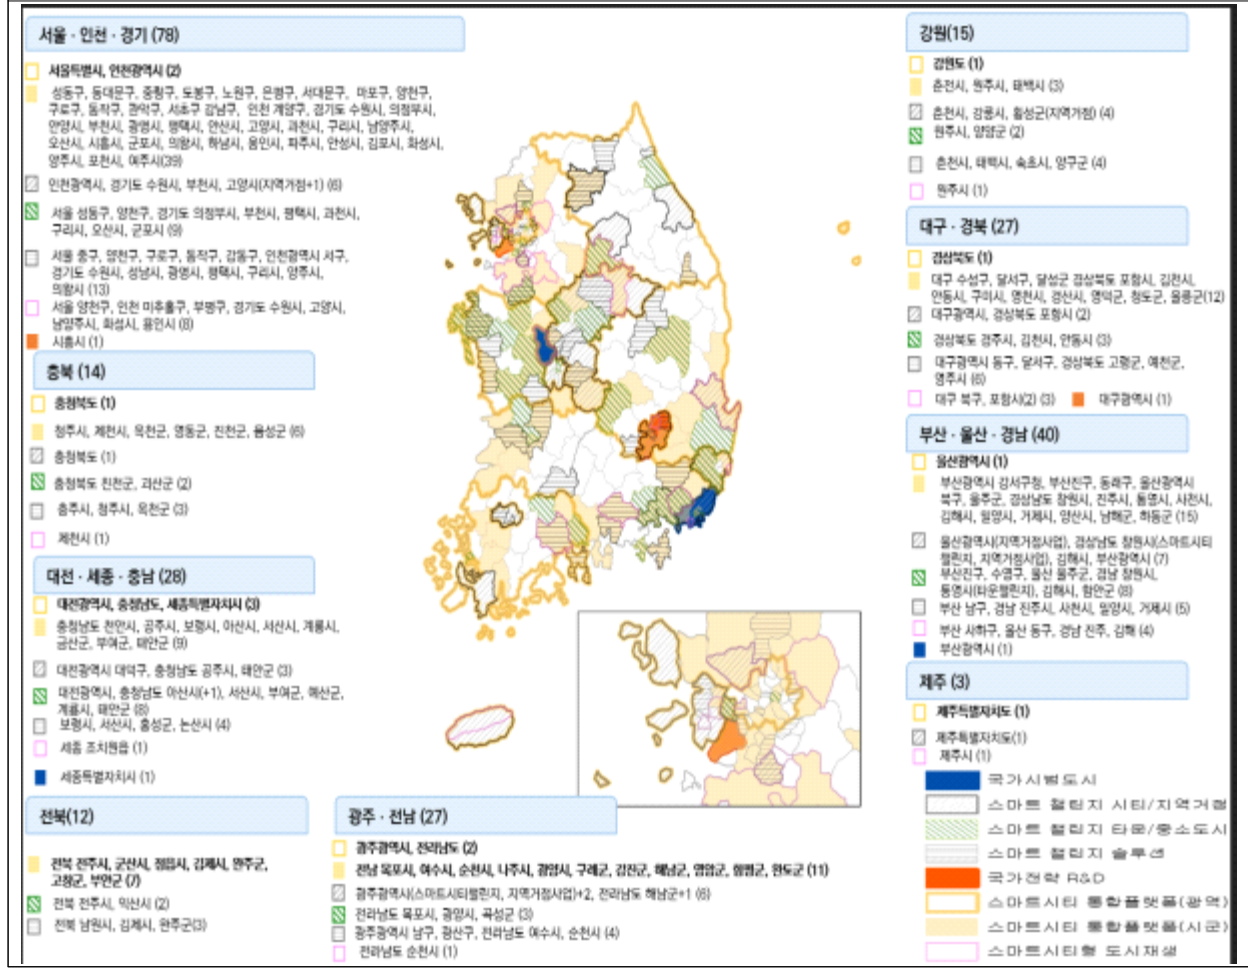 서울 · 인천 · 경기 (78)
서울특별시, 인천광역시 (2)
성동구, 동대문구, 중랑구, 도봉구, 노원구, 은평구, 서대문구, 마포구, 양천구,
구로구, 동작구, 관악구, 서초구 강남구, 인천 계양구, 경기도 수원시, 의정부시,
안양시, 부천시, 광명시, 평택시, 안산시, 고양시, 과천시, 구리시, 남양주시,
오산시, 시흥시, 군포시, 의왕시, 하남시, 용인시, 파주시, 안성시, 김포시, 화성시,
양주시, 포천시, 여주시(39)
인천광역시, 경기도 수원시, 부천시, 고양시(지역거점+1) (6)
서울 성동구, 양천구, 경기도 의정부시, 부천시, 평택시, 과천시,
구리시, 오산시, 군포시 (9)
서울 중구, 양천구, 구로구, 동작구, 강동구, 인천광역시 서구,
경기도 수원시, 성남시, 광명시, 평택시, 구리시, 양주시,
의왕시 (13)
서울 양천구, 인천 미추홀구, 부평구, 경기도 수원시, 고양시,
남양주시, 화성시, 용인시 (8)
시흥시 (1)
충북 (14)
충청북도 (1)
청주시, 제천시, 옥천군, 영동군, 진천군, 음성군 (6)
충청북도 (1)
충청북도 진천군, 괴산군 (2)
충주시, 청주시, 옥천군 (3)
제천시 (1)
대전 · 세종 · 충남 (28)
대전광역시, 충청남도, 세종특별자치시 (3)
충청남도 천안시, 공주시, 보령시, 아산시, 서산시, 계룡시,
금산군, 부여군, 태안군 (9)
대전광역시 대덕구, 충청남도 공주시, 태안군 (3)
대전광역시, 충청남도 아산시(+1), 서산시, 부여군, 예산군,
계룡시, 태안군 (8)
보령시, 서산시, 홍성군, 논산시 (4)
세종 조치원읍 (1)
세종특별자치시 (1)
전북(12)
전북 전주시, 군산시, 정읍시, 김제시, 완주군,
고창군, 부안군 (7)
전북 전주시, 익산시 (2)
전북 남원시, 김제시, 완주군(3)
광주 · 전남 (27)
광주광역시, 전라남도 (2)
전남 목포시, 여수시, 순천시, 나주시, 광양시, 구례군, 강진군, 해남군, 영암군, 함평군, 완도군 (11)
광주광역시(스마트시티챌린지, 지역거점사업)+2, 전라남도 해남군+1 (6)
전라남도 목포시, 광양시, 곡성군 (3)
광주광역시 남구, 광산구, 전라남도 여수시, 순천시 (4)
전라남도 순천시 (1)
강원(15)
강원도 (1)
춘천시, 원주시, 태백시 (3)
춘천시, 강릉시, 횡성군(지역거점) (4)
원주시, 양양군 (2)
춘천시, 태백시, 속초시, 양구군 (4)
원주시 (1)
대구 · 경북 (27)
경상북도 (1)
대구 수성구, 달서구, 달성군 경상북도 포항시, 김천시,
안동시, 구미시, 영천시, 경산시, 영덕군, 청도군, 울릉군(12)
대구광역시, 경상북도 포항시 (2)
경상북도 경주시, 김천시, 안동시 (3)
대구광역시 동구, 달서구, 경상북도 고령군, 예천군,
영주시 (6)
대구 북구, 포항시(2) (3) 대구광역시 (1)
부산 · 울산 · 경남 (40)
울산광역시 (1)
부산광역시 강서구청, 부산진구, 동래구, 울산광역시
북구, 울주군, 경상남도 창원시, 진주시, 통영시, 사천시,
김해시, 밀양시, 거제시, 양산시, 남해군, 하동군 (15)
울산광역시(지역거점사업), 경상남도 창원시(스마트시티
챌린지, 지역거점사업), 김해시, 부산광역시 (7)
부산진구, 수영구, 울산 울주군, 경남 창원시,
통영시(타운챌린지), 김해시, 함안군 (8)
부산 남구, 경남 진주시, 사천시, 밀양시, 거제시 (5)
부산 사하구, 울산 동구, 경남 진주, 김해 (4)
부산광역시 (1)
제주 (3)
제주특별자치도 (1)
제주특별자치도(1)
제주시 (1)
국가시범도시
스마트 챌린지 시티/지역거점
스마트 챌린지 타운/중소도시
스마트 챌린지 솔루션
국가전략 R&D
스마트시티 통합플랫폼(광역)
스마트시티 통합플랫폼(시군)
스마트시티형 도시재생